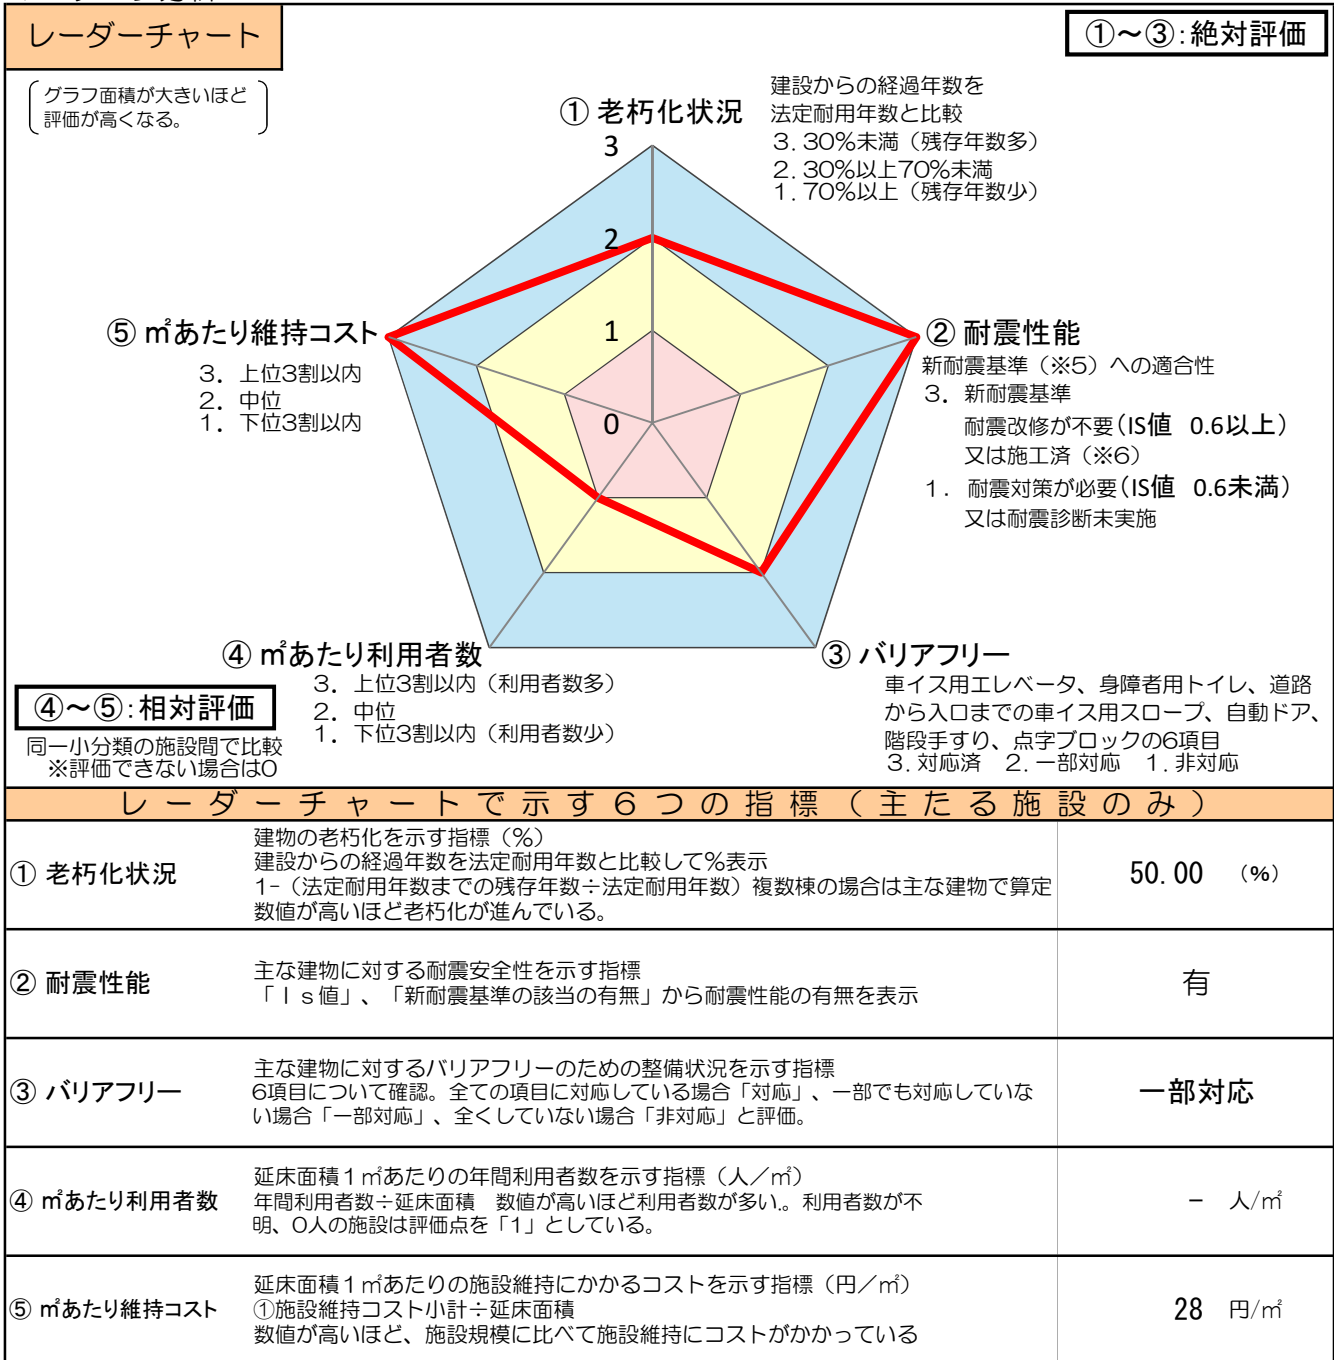 レーダーチャート
①～③：絶対評価
グラフ面積が大きいほど
評価が高くなる。
① 老朽化状況
建設からの経過年数を
法定耐用年数と比較
3．30%未満（残存年数多）
2．30%以上70%未満
1．70%以上（残存年数少）
3
2
1
0
② 耐震性能
新耐震基準（※5）への適合性
3． 新耐震基準
耐震改修が不要（IS値 0.6以上）
又は施工済（※6）
1． 耐震対策が必要（IS値 0.6未満）
又は耐震診断未実施
⑤ ㎡あたり維持コスト
3． 上位3割以内
2． 中位
1． 下位3割以内
④ ㎡あたり利用者数
3． 上位3割以内（利用者数多）
2． 中位
1． 下位3割以内（利用者数少）
③ バリアフリー
車イス用エレベータ、身障者用トイレ、道路
から入口までの車イス用スロープ、自動ドア、
階段手すり、点字ブロックの6項目
3．対応済 2．一部対応 1．非対応
④～⑤：相対評価
同一小分類の施設間で比較
※評価できない場合は0
レーダーチャートで示す６つの指標（主たる施設のみ）
① 老朽化状況
建物の老朽化を示す指標（%）
建設からの経過年数を法定耐用年数と比較して%表示
1-（法定耐用年数までの残存年数÷法定耐用年数）複数棟の場合は主な建物で算定
数値が高いほど老朽化が進んでいる。
50.00 （%）
② 耐震性能
主な建物に対する耐震安全性を示す指標
「Ｉｓ値」、「新耐震基準の該当の有無」から耐震性能の有無を表示
有
③ バリアフリー
主な建物に対するバリアフリーのための整備状況を示す指標
6項目について確認。全ての項目に対応している場合「対応」、一部でも対応していな
い場合「一部対応」、全くしていない場合「非対応」と評価。
一部対応
④ ㎡あたり利用者数
延床面積１㎡あたりの年間利用者数を示す指標（人／㎡）
年間利用者数÷延床面積 数値が高いほど利用者数が多い。利用者数が不
明、0人の施設は評価点を「1」としている。
－ 人/㎡
⑤ ㎡あたり維持コスト
延床面積１㎡あたりの施設維持にかかるコストを示す指標（円／㎡）
①施設維持コスト小計÷延床面積
数値が高いほど、施設規模に比べて施設維持にコストがかかっている
28 円/㎡